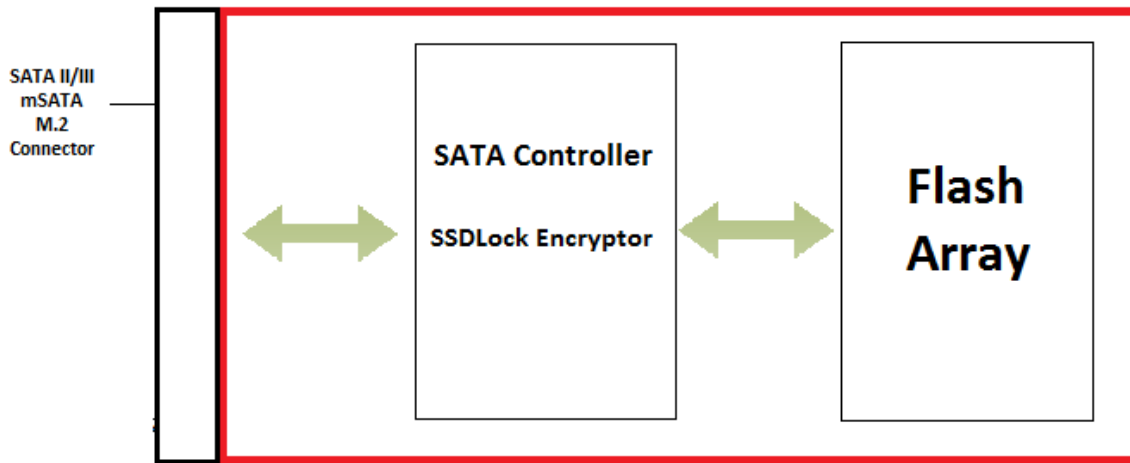 SATA II/III
mSATA
M.2
Connector
SATA Controller
SSDLock Encryptor
Flash
Array